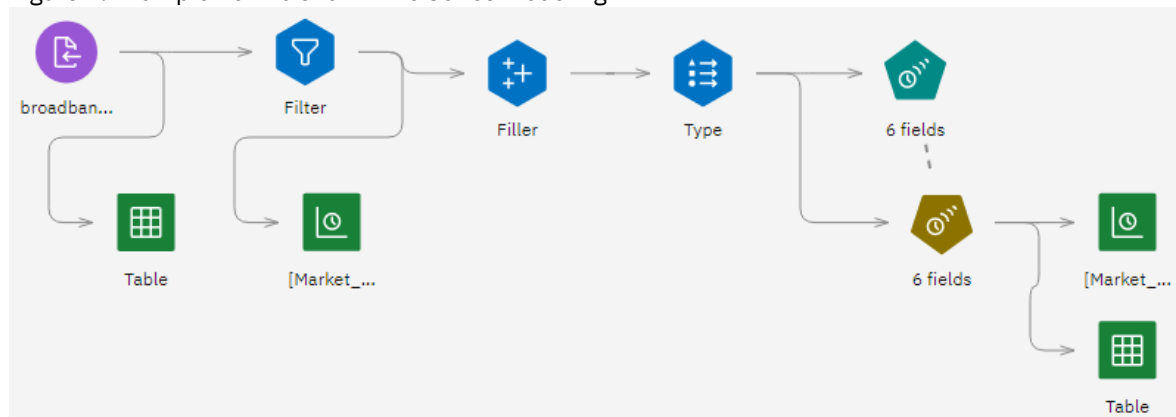 broadban...
Filter
Filler
Type
6 fields
Table
[Market_...
6 fields
[Market_...
Table